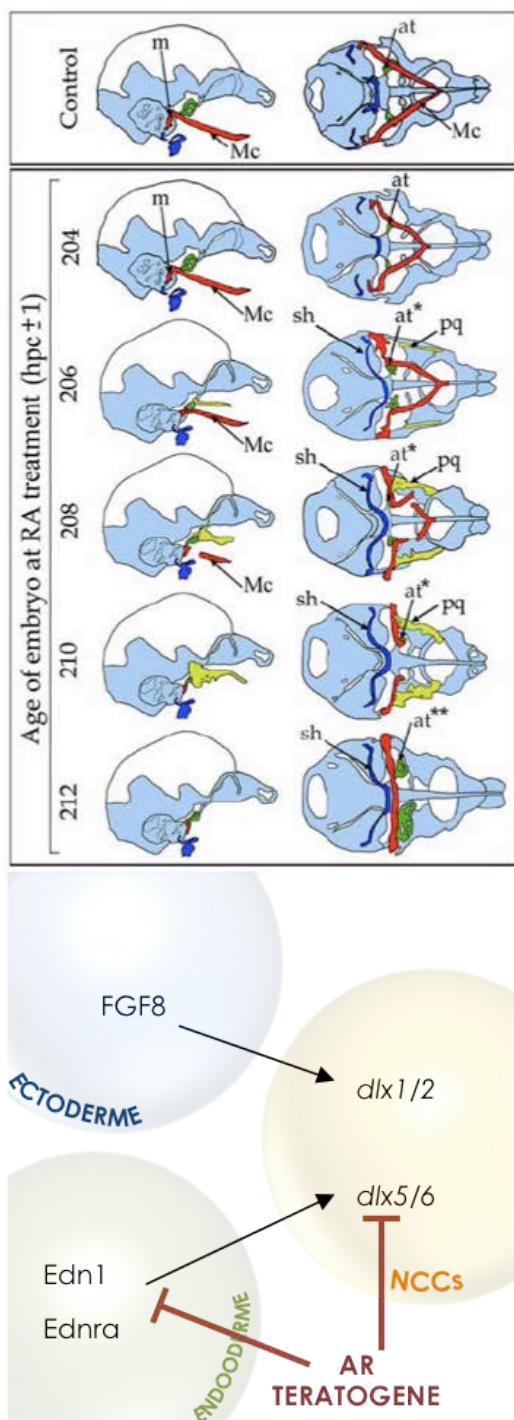 Control
m
Mc
at
Mc
Age of embryo at RA treatment (hpc ± 1)
204
m
Mc
at
206
Mc
sh
at*
pq
208
Mc
sh
at*
pq
210
sh
at*
pq
212
sh
at**
FGF8
ECTODERME
dlx1/2
dlx5/6
NCCs
Edn1
Ednra
ENDOODERME
AR
TERATOGENE